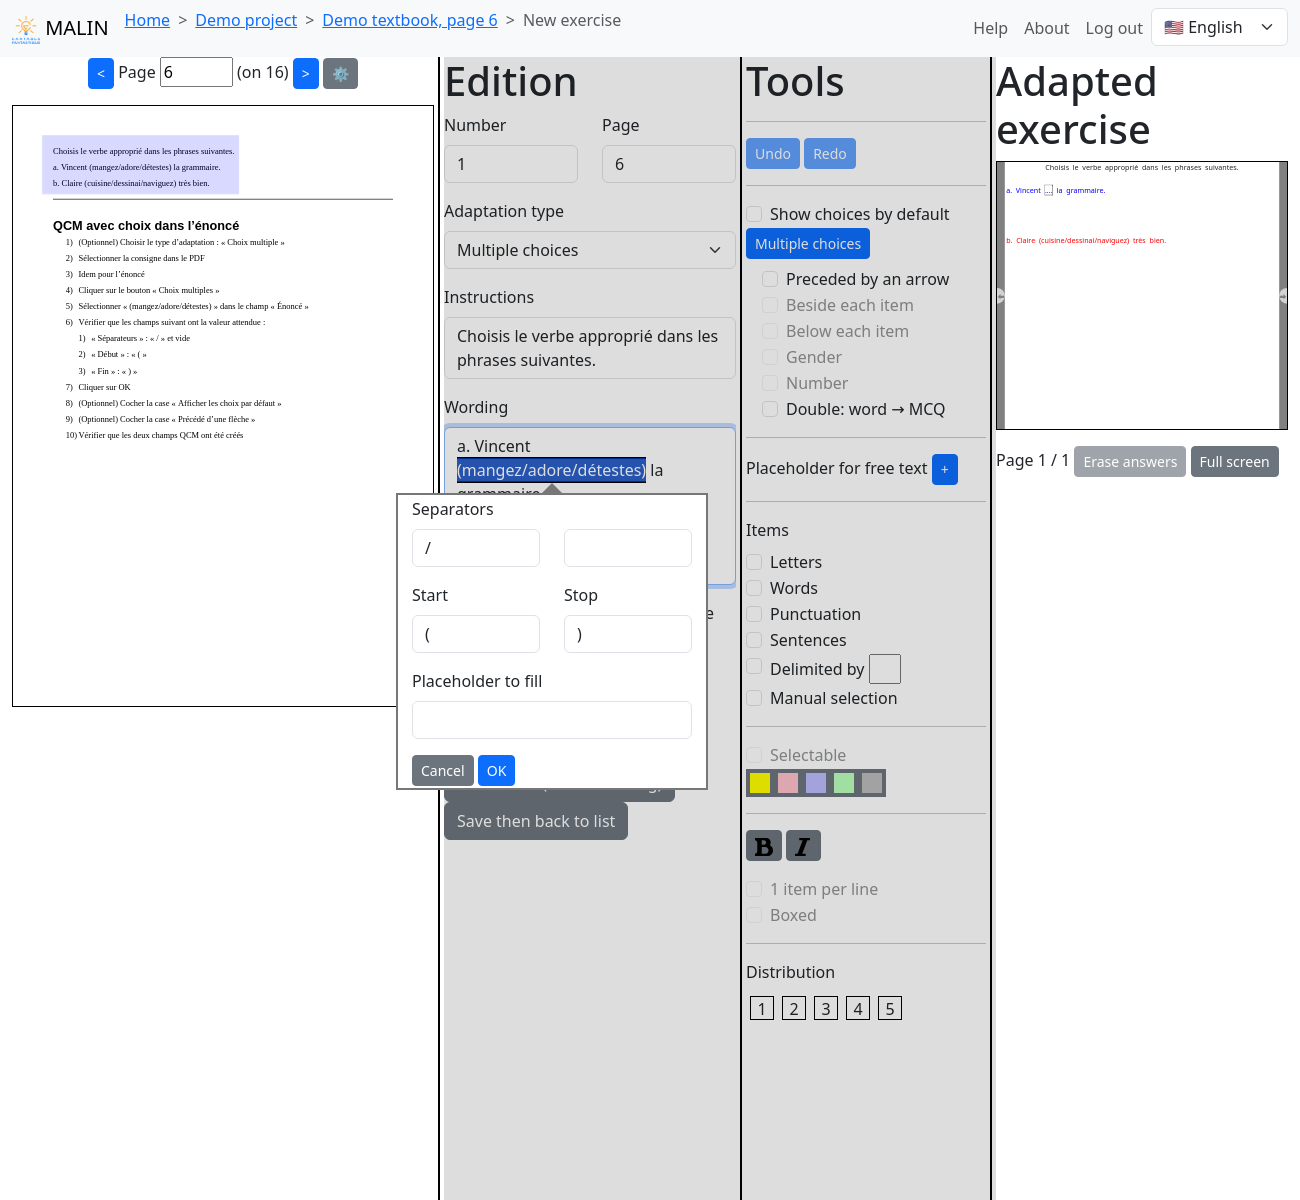 MALIN
Home > Demo project > Demo textbook, page 6 > New exercise
Help About Log out 🇺🇸 English
< Page 6 (on 16) > ⚙️
Choisis le verbe approprié dans les phrases suivantes.
a. Vincent (mangez/adore/détestes) la grammaire.
b. Claire (cuisine/dessinai/naviguez) très bien.
QCM avec choix dans l'énoncé
1) (Optionnel) Choisir le type d'adaptation : « Choix multiple »
2) Sélectionner la consigne dans le PDF
3) Idem pour l'énoncé
4) Cliquer sur le bouton « Choix multiples »
5) Sélectionner « (mangez/adore/détestes) » dans le champ « Énoncé »
6) Vérifier que les champs suivant ont la valeur attendue :
1) « Séparateurs » : « / » et vide
2) « Début » : « ( »
3) « Fin » : « ) »
7) Cliquer sur OK
8) (Optionnel) Cocher la case « Afficher les choix par défaut »
9) (Optionnel) Cocher la case « Précédé d'une flèche »
10) Vérifier que les deux champs QCM ont été créés
Edition
Number Page
1 6
Adaptation type
Multiple choices
Instructions
Choisis le verbe approprié dans les
phrases suivantes.
Wording
a. Vincent
(mangez/adore/détestes) la
Separators
/
Start Stop
( )
Placeholder to fill
Cancel OK
Save then back to list
Tools
Undo Redo
Show choices by default
Multiple choices
Preceded by an arrow
Beside each item
Below each item
Gender
Number
Double: word → MCQ
Placeholder for free text +
Items
Letters
Words
Punctuation
Sentences
Delimited by
Manual selection
Selectable
B I
1 item per line
Boxed
Distribution
1 2 3 4 5
Adapted
exercise
Choisis le verbe approprié dans les phrases suivantes.
a. Vincent ... la grammaire.
b. Claire (cuisine/dessinai/naviguez) très bien.
Page 1 / 1 Erase answers Full screen